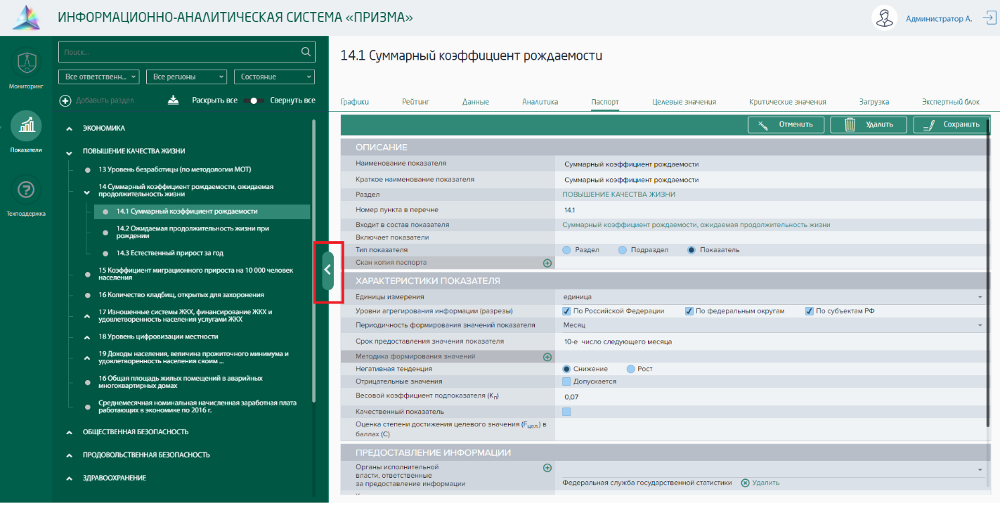 ИНФОРМАЦИОННО-АНАЛИТИЧЕСКАЯ СИСТЕМА «ПРИЗМА»
Администратор А.
Мониторинг
Показатели
Техподдержка
Поиск...
Все ответственн...
Все регионы
Состояние
Добавить раздел
Раскрыть все
Свернуть все
ЭКОНОМИКА
ПОВЫШЕНИЕ КАЧЕСТВА ЖИЗНИ
13 Уровень безработицы (по методологии МОТ)
14 Суммарный коэффициент рождаемости, ожидаемая
продолжительность жизни
14.1 Суммарный коэффициент рождаемости
14.2 Ожидаемая продолжительность жизни при
рождении
14.3 Естественный прирост за год
15 Коэффициент миграционного прироста на 10 000 человек
населения
16 Количество кладбищ, открытых для захоронения
17 Изношенные системы ЖКХ, финансирование ЖКХ и
удовлетворенность населения услугами ЖКХ
18 Уровень цифровизации местности
19 Доходы населения, величина прожиточного минимума и
удовлетворенность населения своим ...
16 Общая площадь жилых помещений в аварийных
многоквартирных домах
Среднемесячная номинальная начисленная заработная плата
работающих в экономике по 2016 г.
ОБЩЕСТВЕННАЯ БЕЗОПАСНОСТЬ
ПРОДОВОЛЬСТВЕННАЯ БЕЗОПАСНОСТЬ
ЗДРАВООХРАНЕНИЕ
14.1 Суммарный коэффициент рождаемости
Графики Рейтинг Данные Аналитика Паспорт Целевые значения Критические значения Загрузка Экспертный блок
Отменить Удалить Сохранить
ОПИСАНИЕ
Наименование показателя Суммарный коэффициент рождаемости
Краткое наименование показателя Суммарный коэффициент рождаемости
Раздел ПОВЫШЕНИЕ КАЧЕСТВА ЖИЗНИ
Номер пункта в перечне 14.1
Входит в состав показателя Суммарный коэффициент рождаемости, ожидаемая продолжительность жизни
Включает показатели
Тип показателя Раздел Подраздел Показатель
Скан копия паспорта
ХАРАКТЕРИСТИКИ ПОКАЗАТЕЛЯ
Единицы измерения единица
Уровни агрегирования информации (разрезы) По Российской Федерации По федеральным округам По субъектам РФ
Периодичность формирования значений показателя Месяц
Срок предоставления значения показателя 10-е число следующего месяца
Методика формирования значений
Негативная тенденция Снижение Рост
Отрицательные значения Допускается
Весовой коэффициент подпоказателя (Kп) 0,07
Качественный показатель
Оценка степени достижения целевого значения (Fцел.) в
баллах (С)
ПРЕДОСТАВЛЕНИЕ ИНФОРМАЦИИ
Органы исполнительной
власти, ответственные
за предоставление информации Федеральная служба государственной статистики Удалить